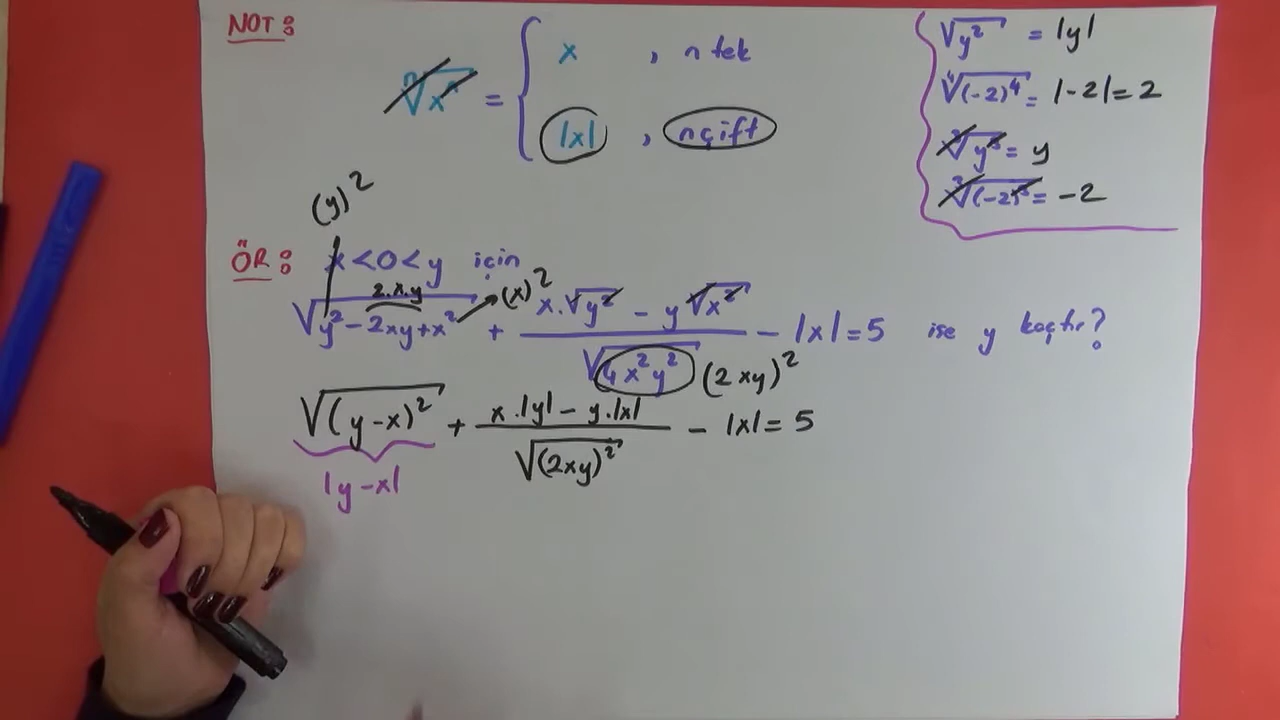 NOT:
ⁿ√xⁿ = { x , n tek
|x| , n çift
√y² = |y|
⁴√(-2)⁴ = |-2| = 2
³√y³ = y
³√(-2)³ = -2
(y)²
ÖR: x < 0 < y için
2.x.y (x)²
√y² - 2xy + x² + x.√y² - y√x² / √4x²y² - |x| = 5 ise y kaçtır?
(2xy)²
√(y-x)² + x.|y| - y.|x| / √(2xy)² - |x| = 5
|y-x|